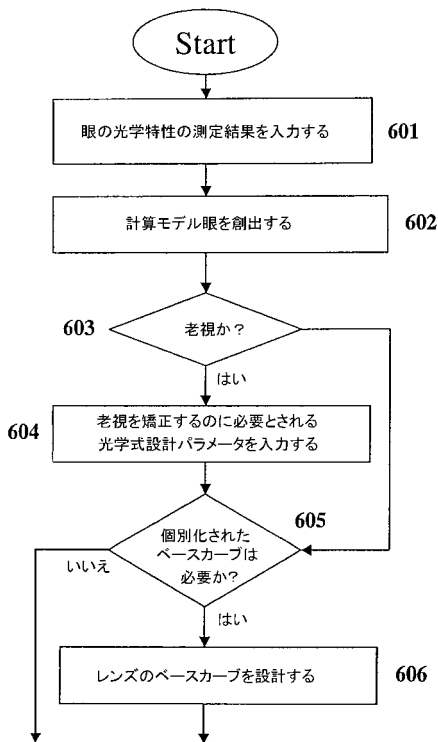 Start
眼の光学特性の測定結果を入力する
601
計算モデル眼を創出する
602
603
老視か?
はい
604
老視を矯正するのに必要とされる
光学式設計パラメータを入力する
605
個別化された
ベースカーブは
必要か?
いいえ
はい
レンズのベースカーブを設計する
606